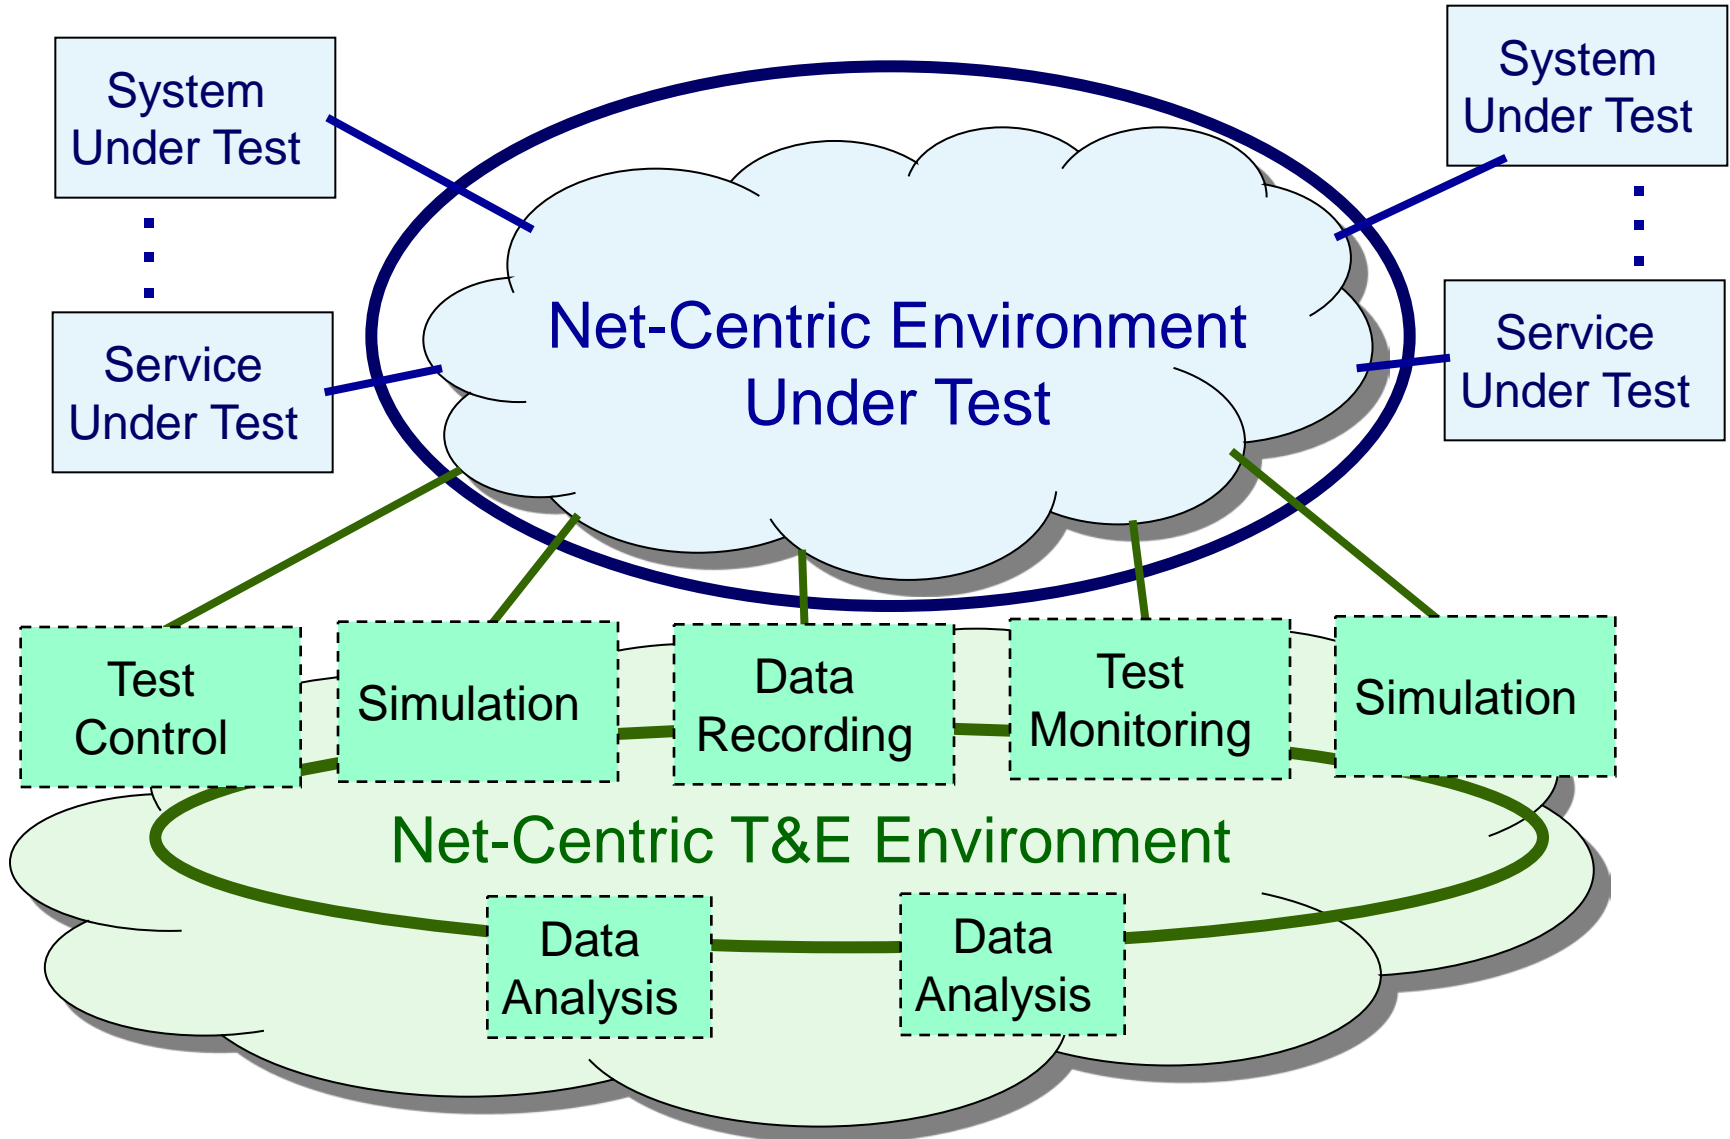 System
Under Test
System
Under Test
Service
Under Test
Net-Centric Environment
Under Test
Service
Under Test
Test
Control
Simulation
Data
Recording
Test
Monitoring
Simulation
Net-Centric T&E Environment
Data
Analysis
Data
Analysis